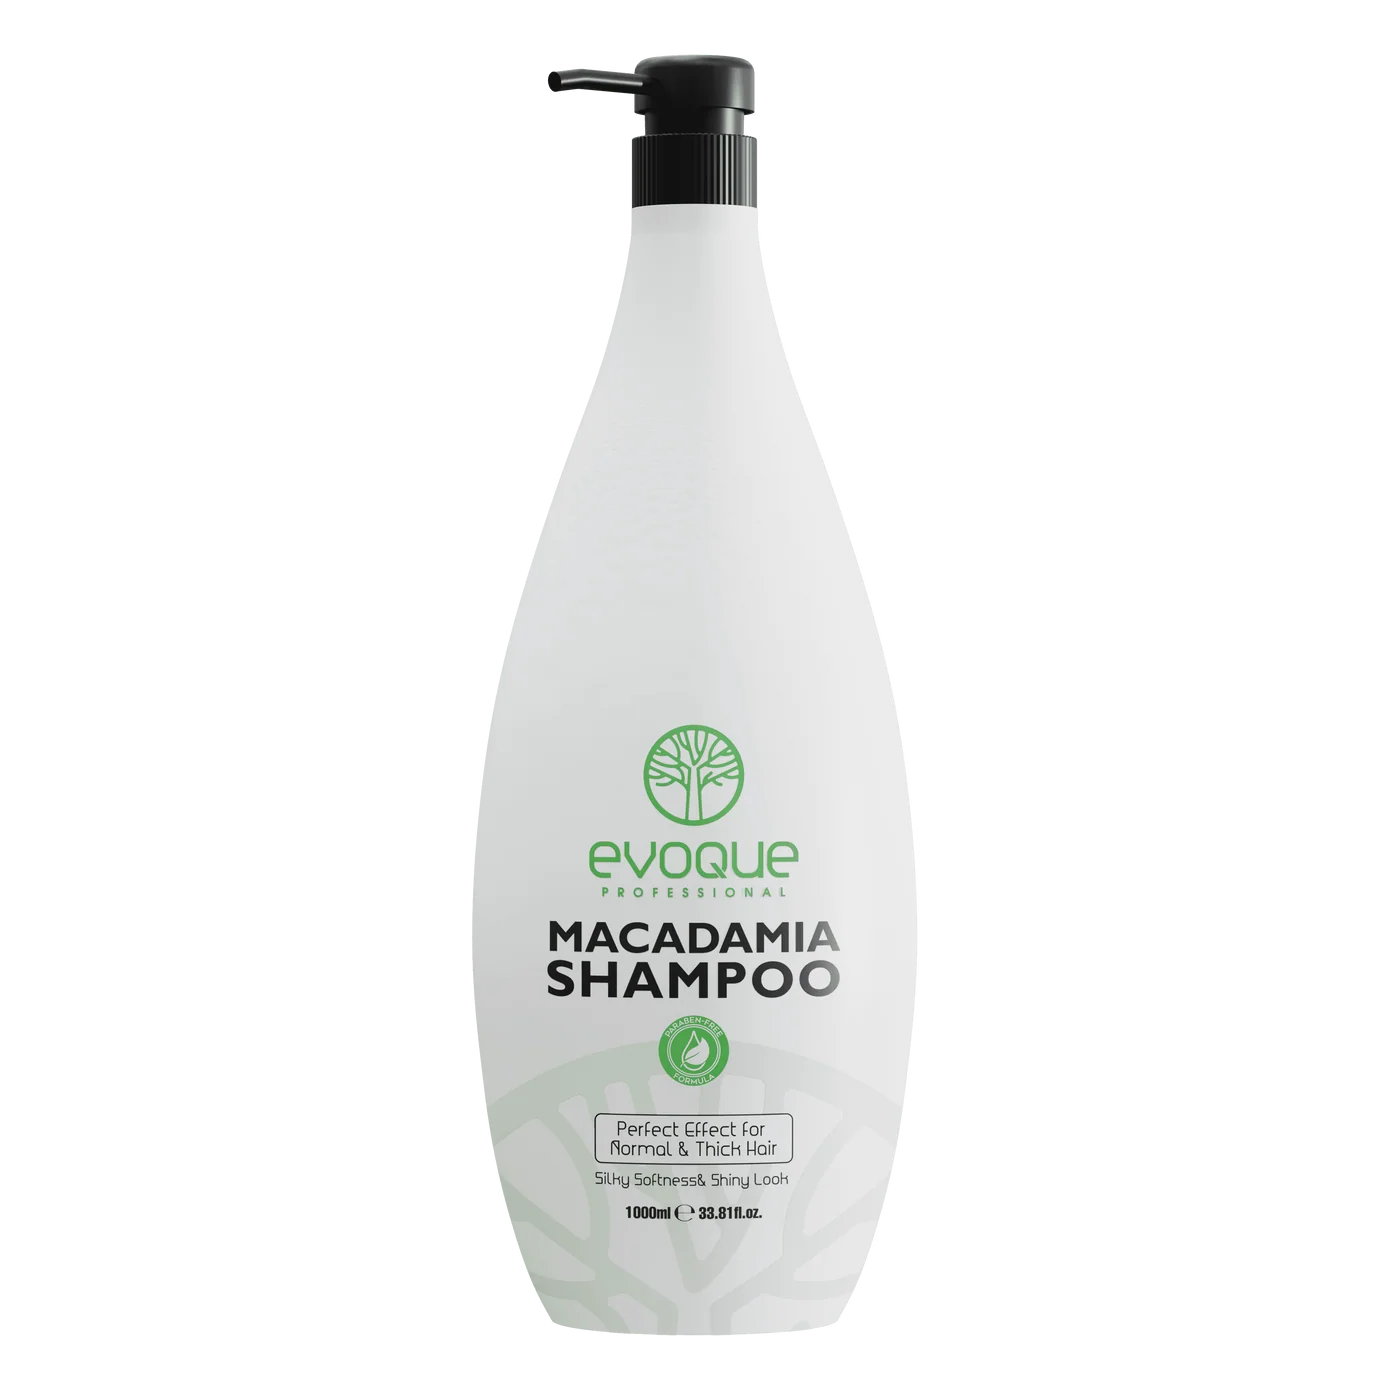 evoque
PROFESSIONAL
MACADAMIA
SHAMPOO
PARABEN-FREE
FORMULA
Perfect Effect for
Normal & Thick Hair
Silky Softness& Shiny Look
1000ml ℮ 33.81fl.oz.